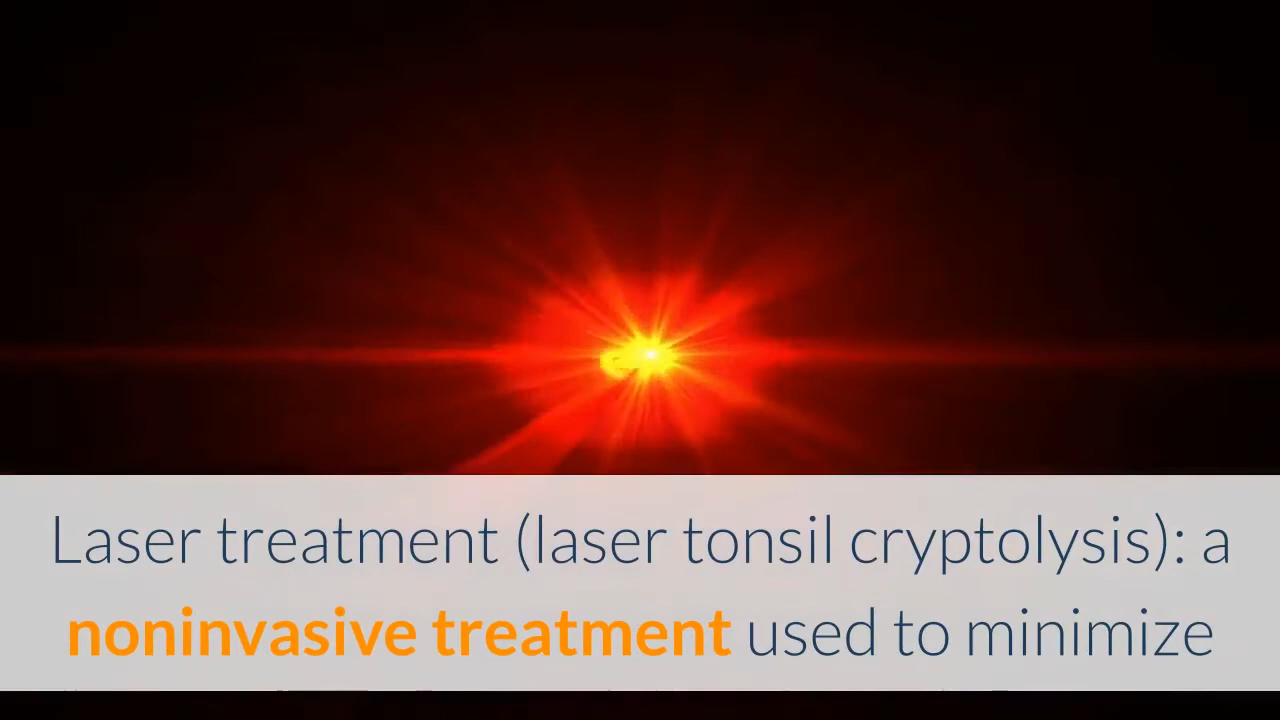 Laser treatment (laser tonsil cryptolysis): a
noninvasive treatment used to minimize